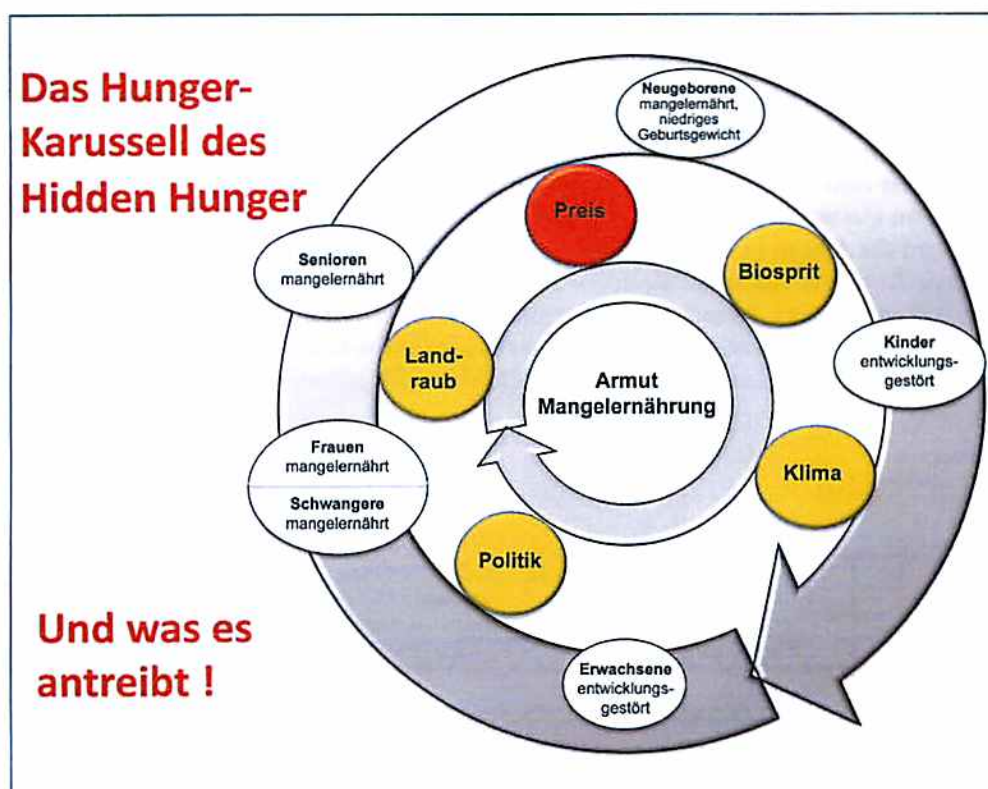 Das Hunger-
Karussell des
Hidden Hunger
Neugeborene
mangelernährt,
niedriges
Geburtsgewicht
Preis
Biosprit
Senioren
mangelernährt
Land-
raub
Armut
Mangelernährung
Kinder
entwicklungs-
gestört
Frauen
mangelernährt
Schwangere
mangelernährt
Klima
Politik
Erwachsene
entwicklungs-
gestört
Und was es
antreibt !